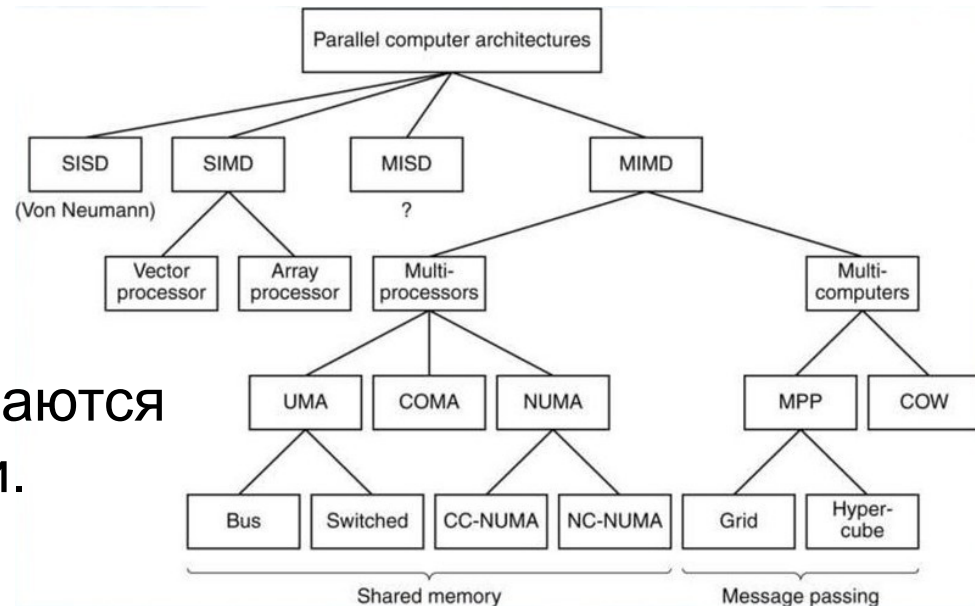 Parallel computer architectures
SISD
SIMD
MISD
MIMD
(Von Neumann)
?
Vector
processor
Array
processor
Multi-
processors
Multi-
computers
аются
UMA
COMA
NUMA
MPP
COW
Bus
Switched
CC-NUMA
NC-NUMA
Grid
Hyper-
cube
Shared memory
Message passing